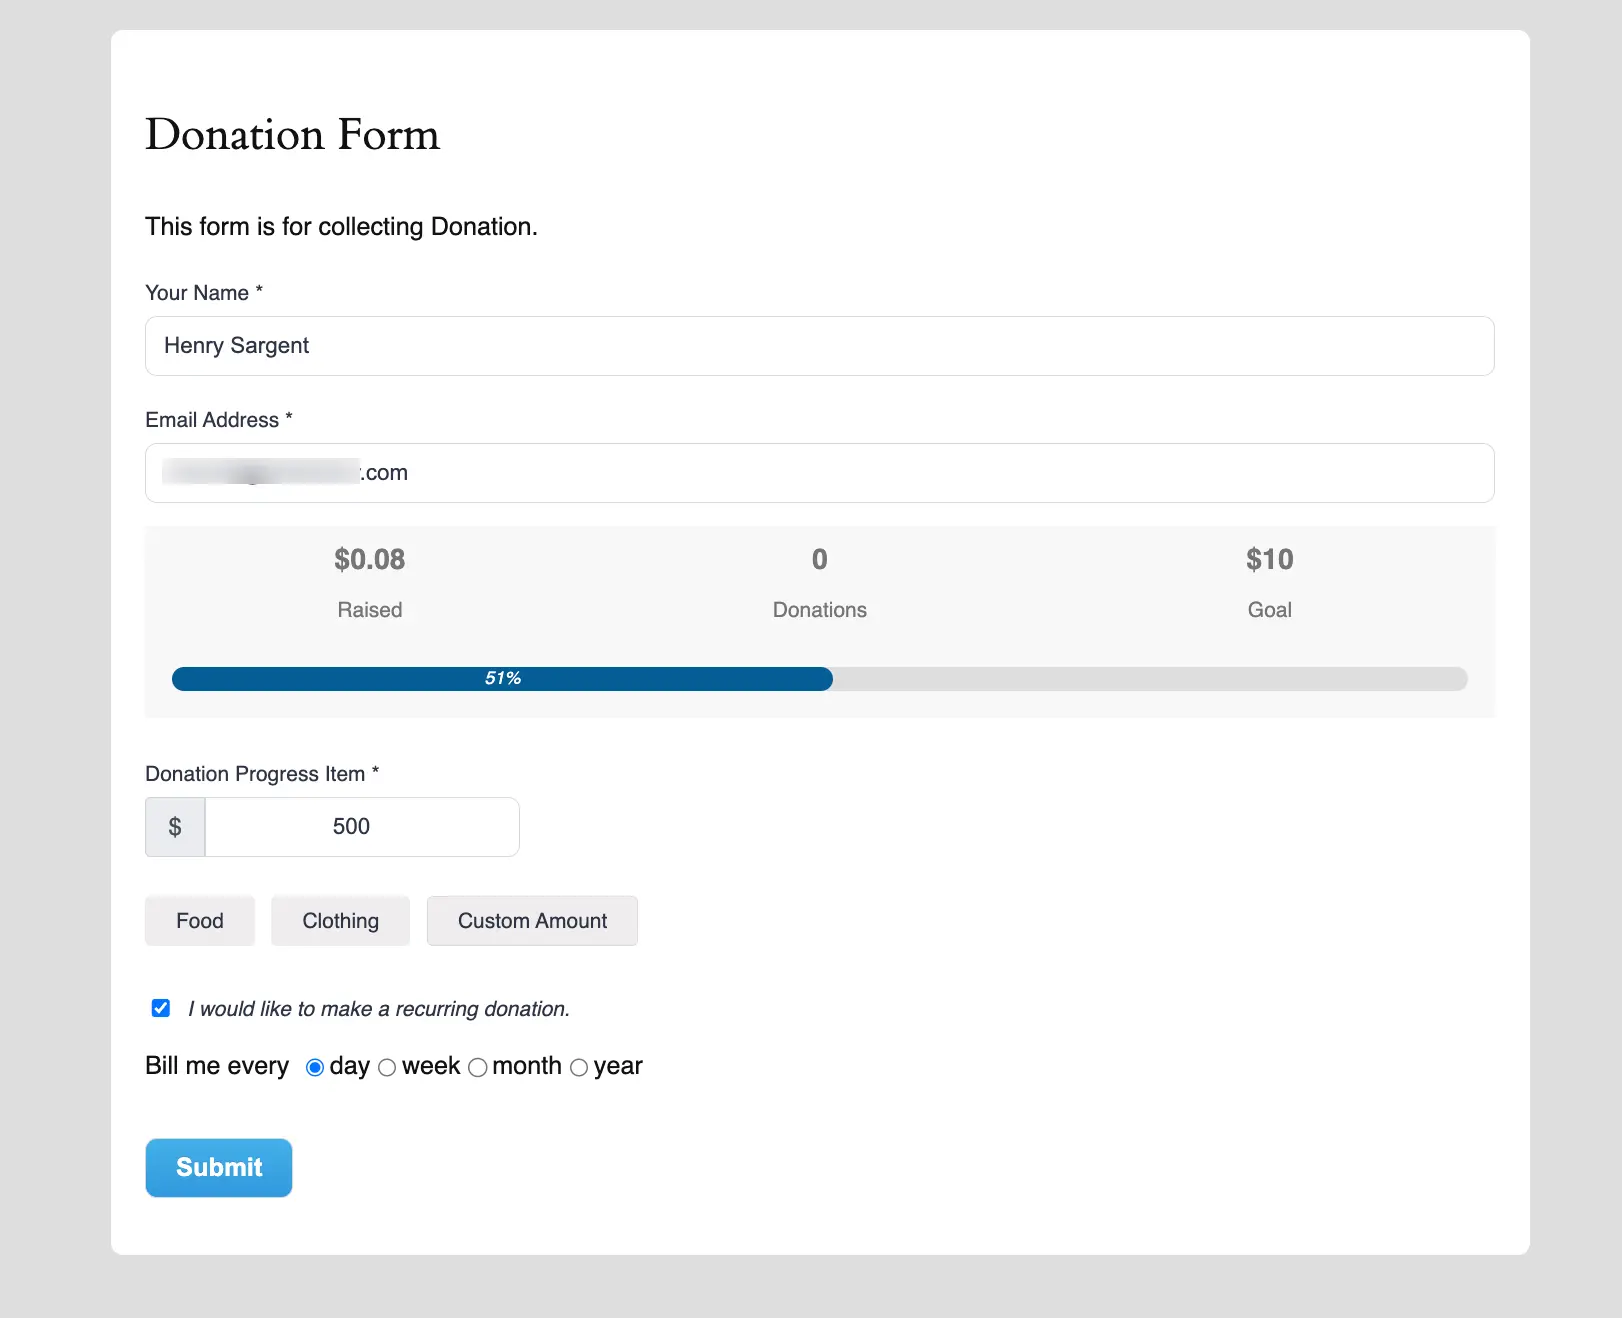 Donation Form
This form is for collecting Donation.
Your Name *
Henry Sargent
Email Address *
.com
$0.08 0 $10
Raised Donations Goal
51%
Donation Progress Item *
$ 500
Food Clothing Custom Amount
I would like to make a recurring donation.
Bill me every day week month year
Submit